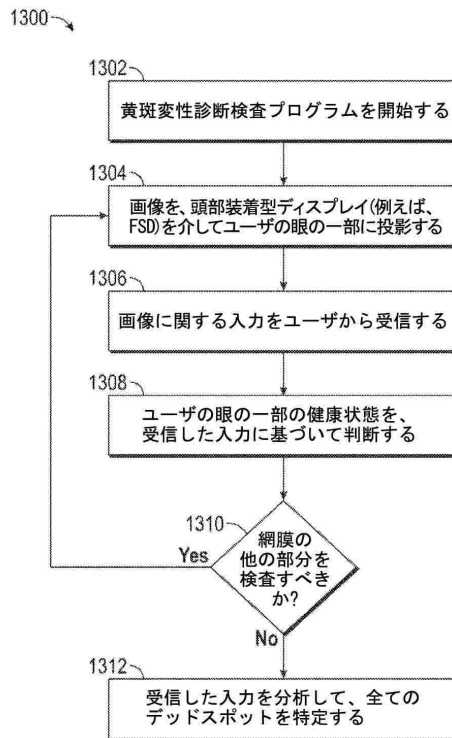 1300
1302
黄斑変性診断検査プログラムを開始する
1304
画像を、頭部装着型ディスプレイ(例えば、
FSD)を介してユーザの眼の一部に投影する
1306
画像に関する入力をユーザから受信する
1308
ユーザの眼の一部の健康状態を、
受信した入力に基づいて判断する
1310
網膜の
他の部分を
検査すべき
か?
Yes
No
1312
受信した入力を分析して、全ての
デッドスポットを特定する